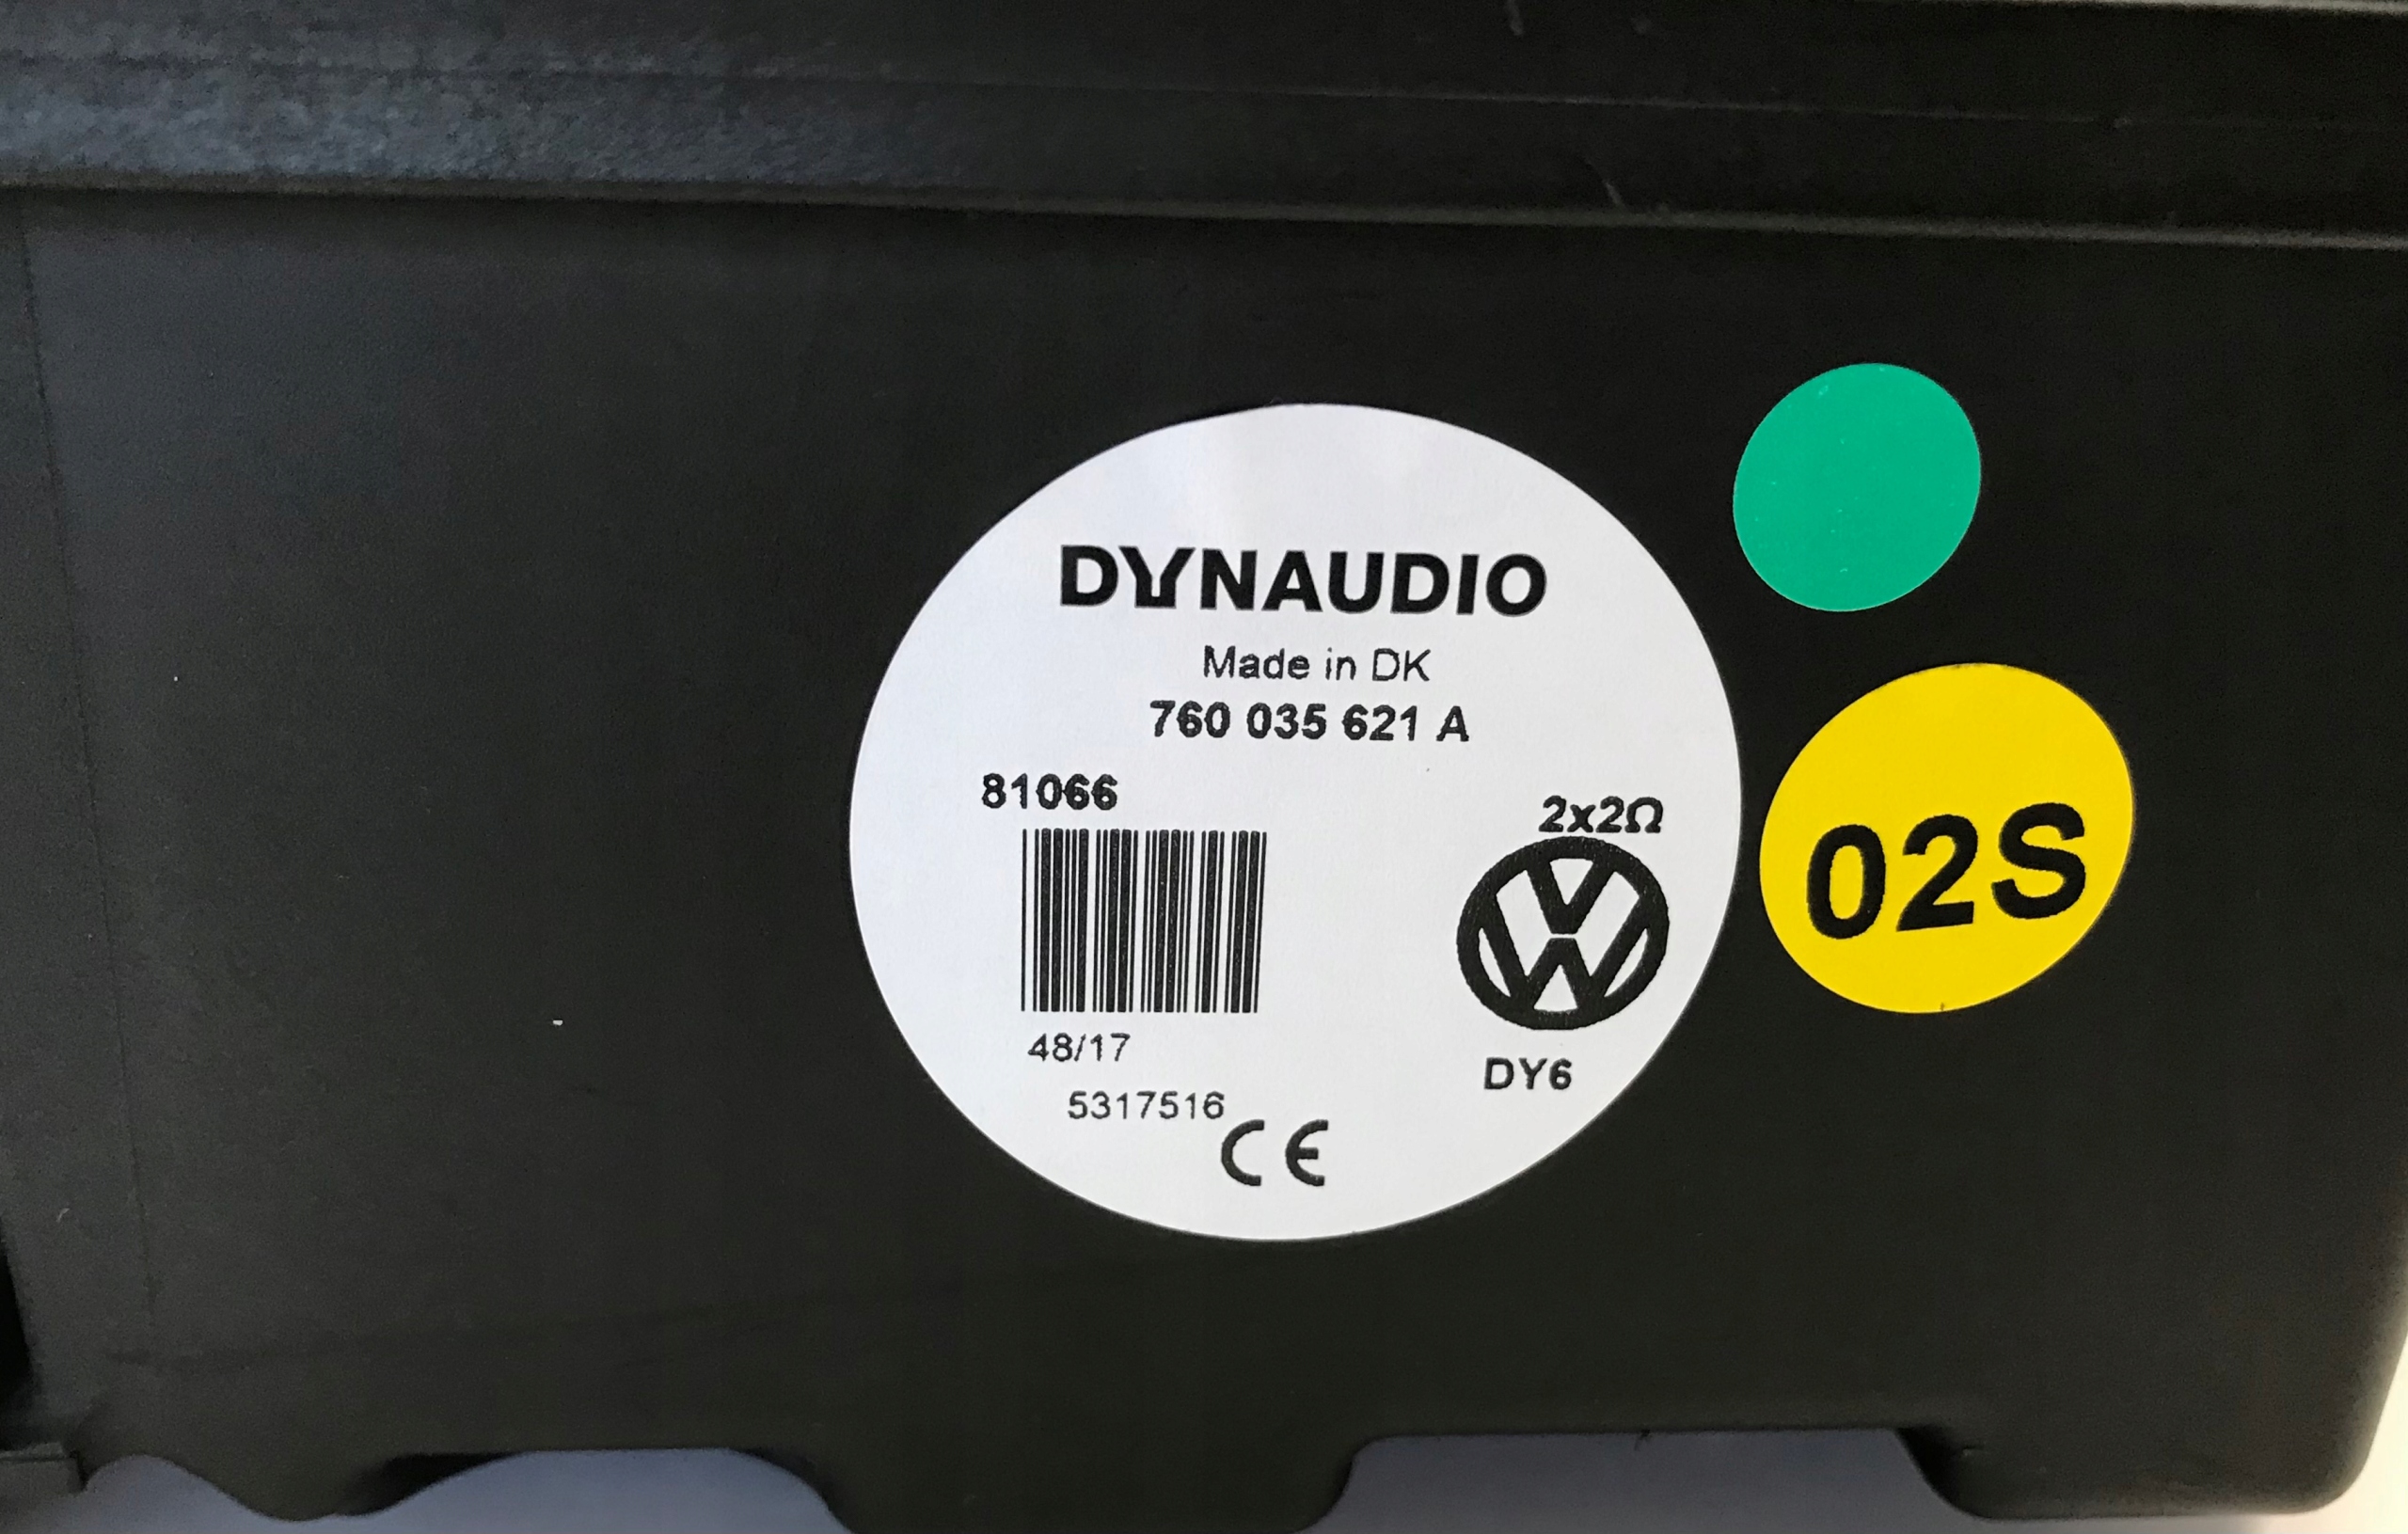 DYNAUDIO
Made in DK
760 035 621 A
81066
2x2Ω
48/17
DY6
5317516
CE
02S